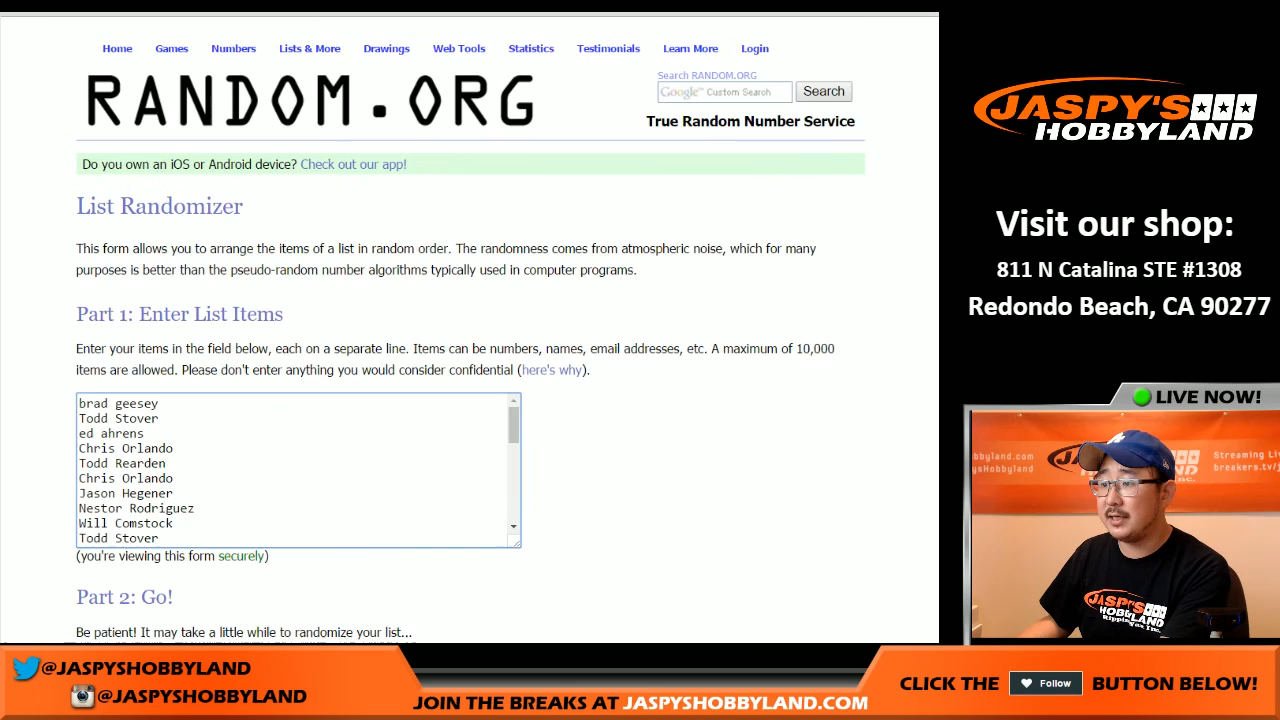 Home Games Numbers Lists & More Drawings Web Tools Statistics Testimonials Learn More Login
RANDOM.ORG
Search RANDOM.ORG
Google™ Custom Search
Search
True Random Number Service
Do you own an iOS or Android device? Check out our app!
List Randomizer
This form allows you to arrange the items of a list in random order. The randomness comes from atmospheric noise, which for many
purposes is better than the pseudo-random number algorithms typically used in computer programs.
Part 1: Enter List Items
Enter your items in the field below, each on a separate line. Items can be numbers, names, email addresses, etc. A maximum of 10,000
items are allowed. Please don't enter anything you would consider confidential (here's why).
brad geesey
Todd Stover
ed ahrens
Chris Orlando
Todd Rearden
Chris Orlando
Jason Hegener
Nestor Rodriguez
Will Comstock
Todd Stover
(you're viewing this form securely)
Part 2: Go!
Be patient! It may take a little while to randomize your list...
JASPY'S
HOBBYLAND
Visit our shop:
811 N Catalina STE #1308
Redondo Beach, CA 90277
LIVE NOW!
Streaming Li
breakers.tv/j
JASPY'S
HOBBYLAND
@JASPYSHOBBYLAND
@JASPYSHOBBYLAND
JOIN THE BREAKS AT JASPYSHOBBYLAND.COM
CLICK THE Follow BUTTON BELOW!